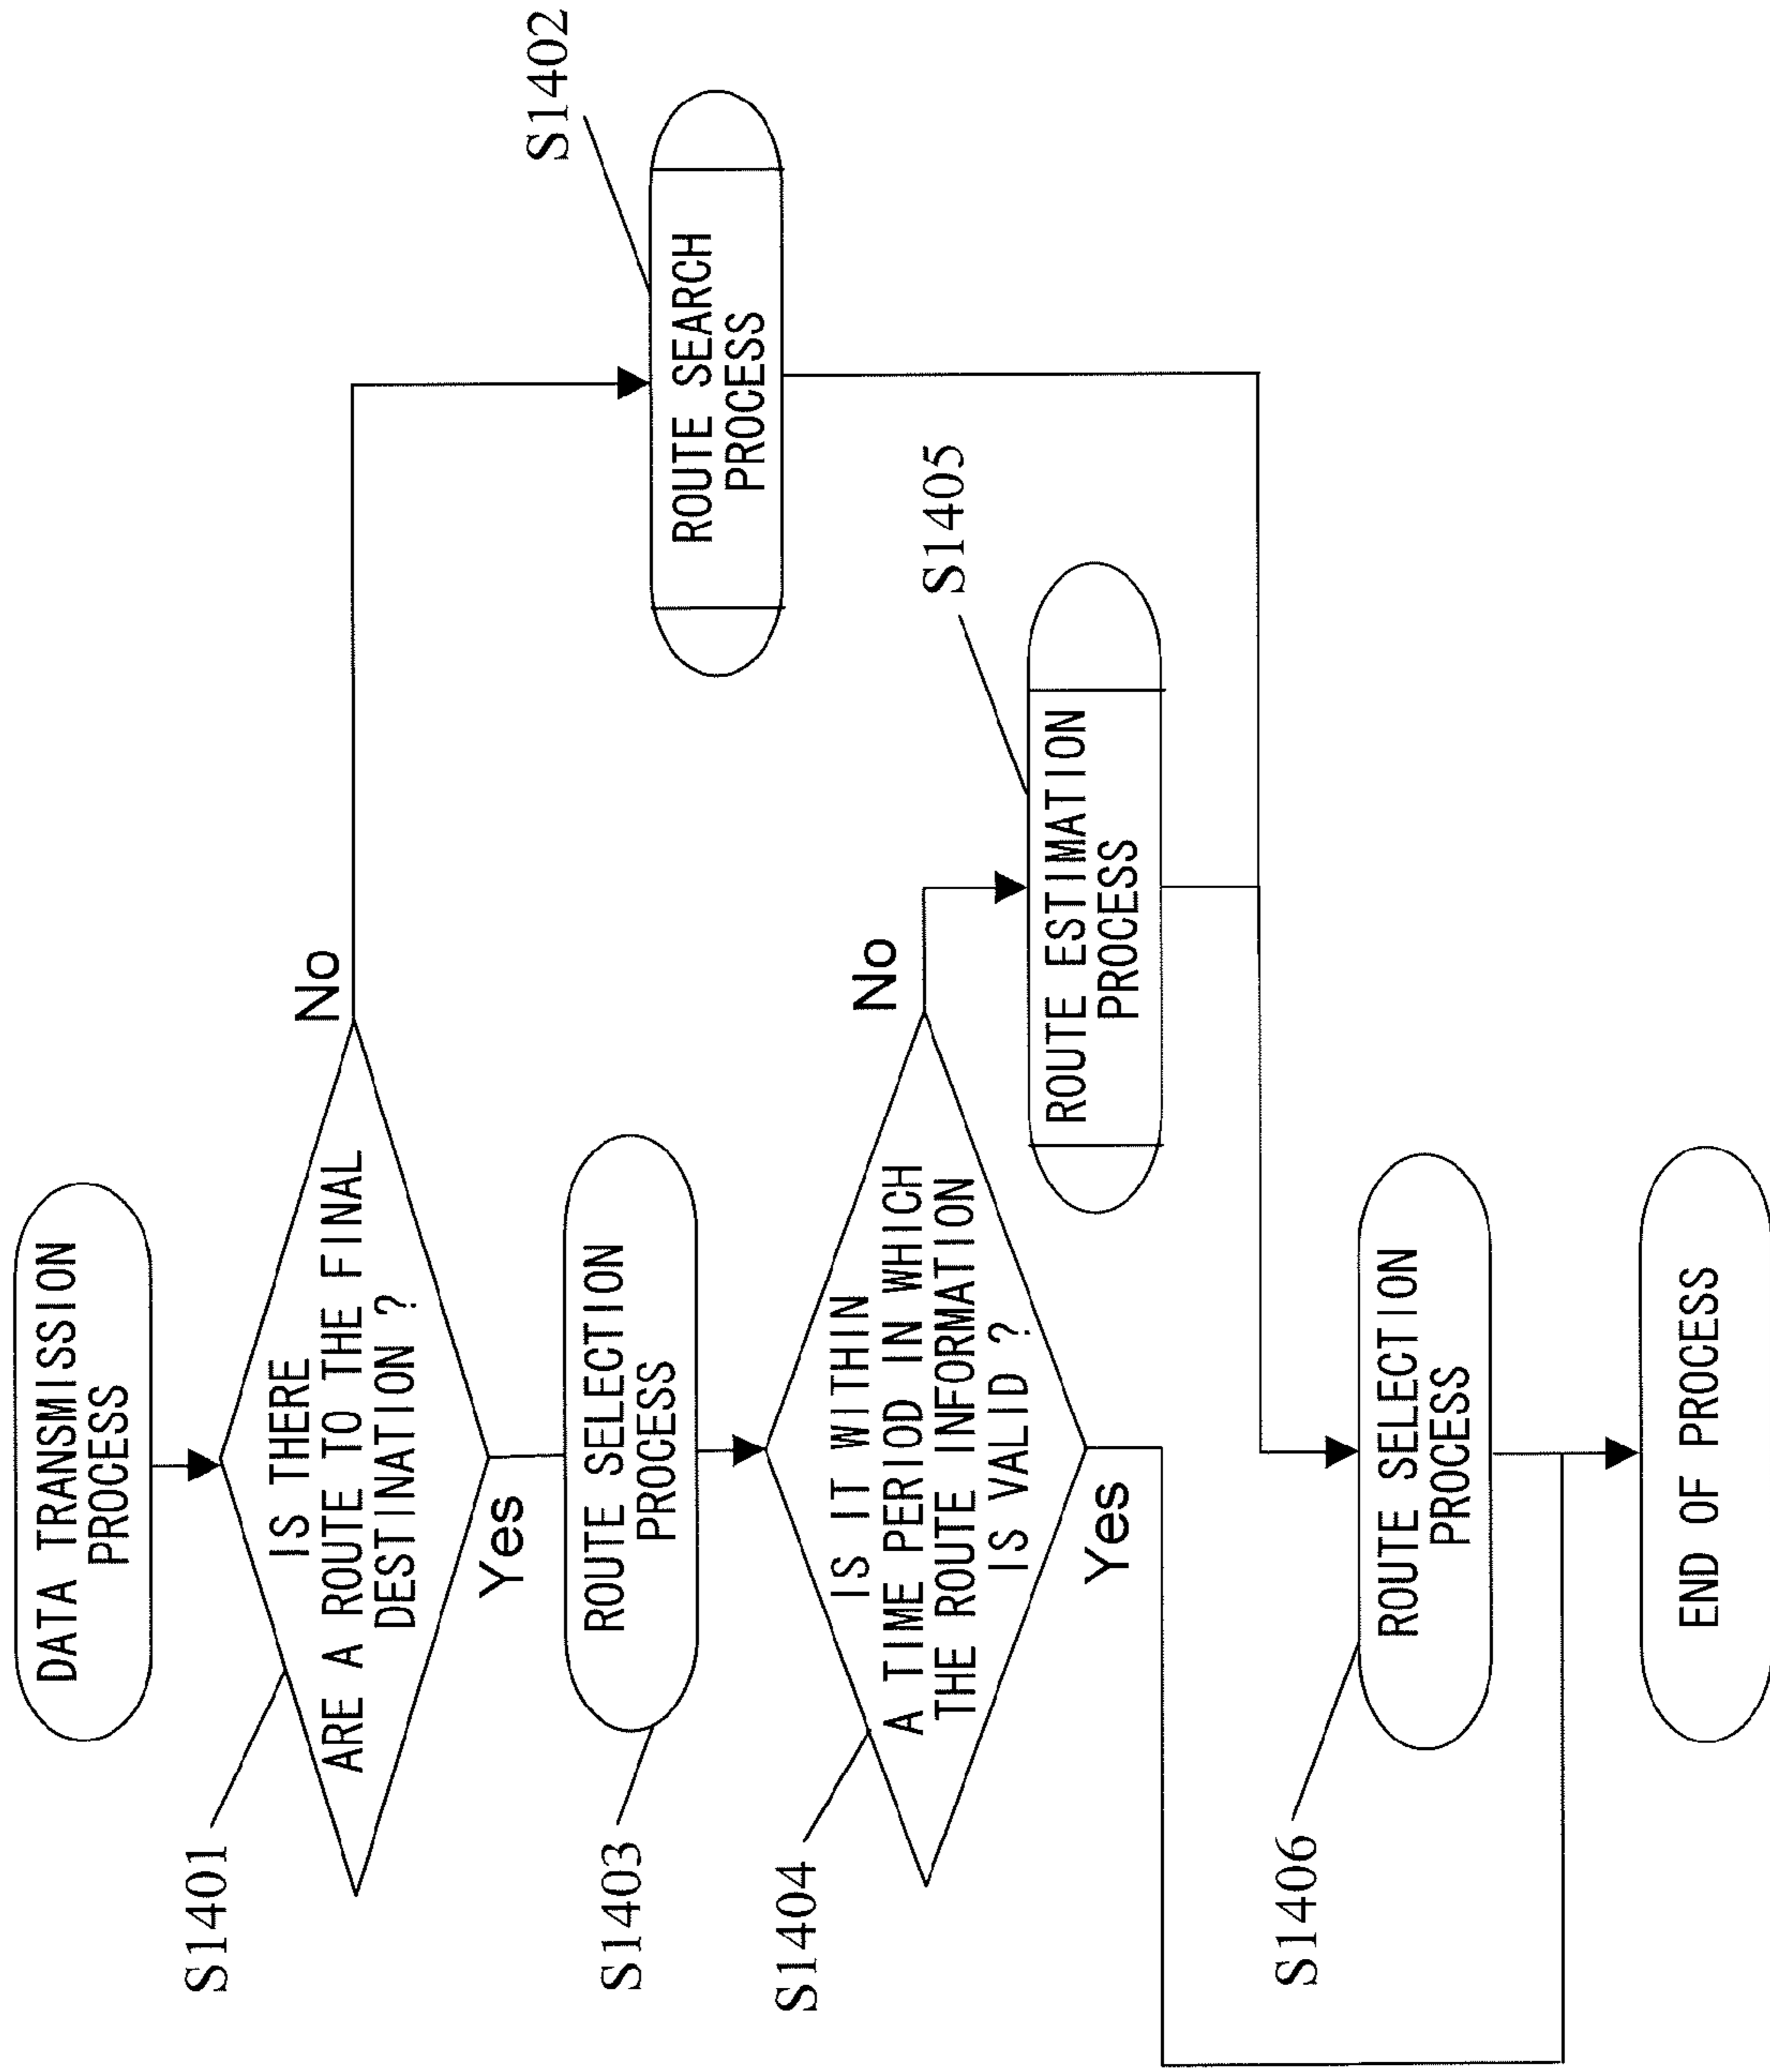 DATA TRANSMISSION
PROCESS
S1401
IS THERE
ARE A ROUTE TO THE FINAL
DESTINATION ?
No
Yes
S1402
ROUTE SEARCH
PROCESS
S1403
ROUTE SELECTION
PROCESS
S1404
IS IT WITHIN
A TIME PERIOD IN WHICH
THE ROUTE INFORMATION
IS VALID ?
No
Yes
S1405
ROUTE ESTIMATION
PROCESS
S1406
ROUTE SELECTION
PROCESS
END OF PROCESS